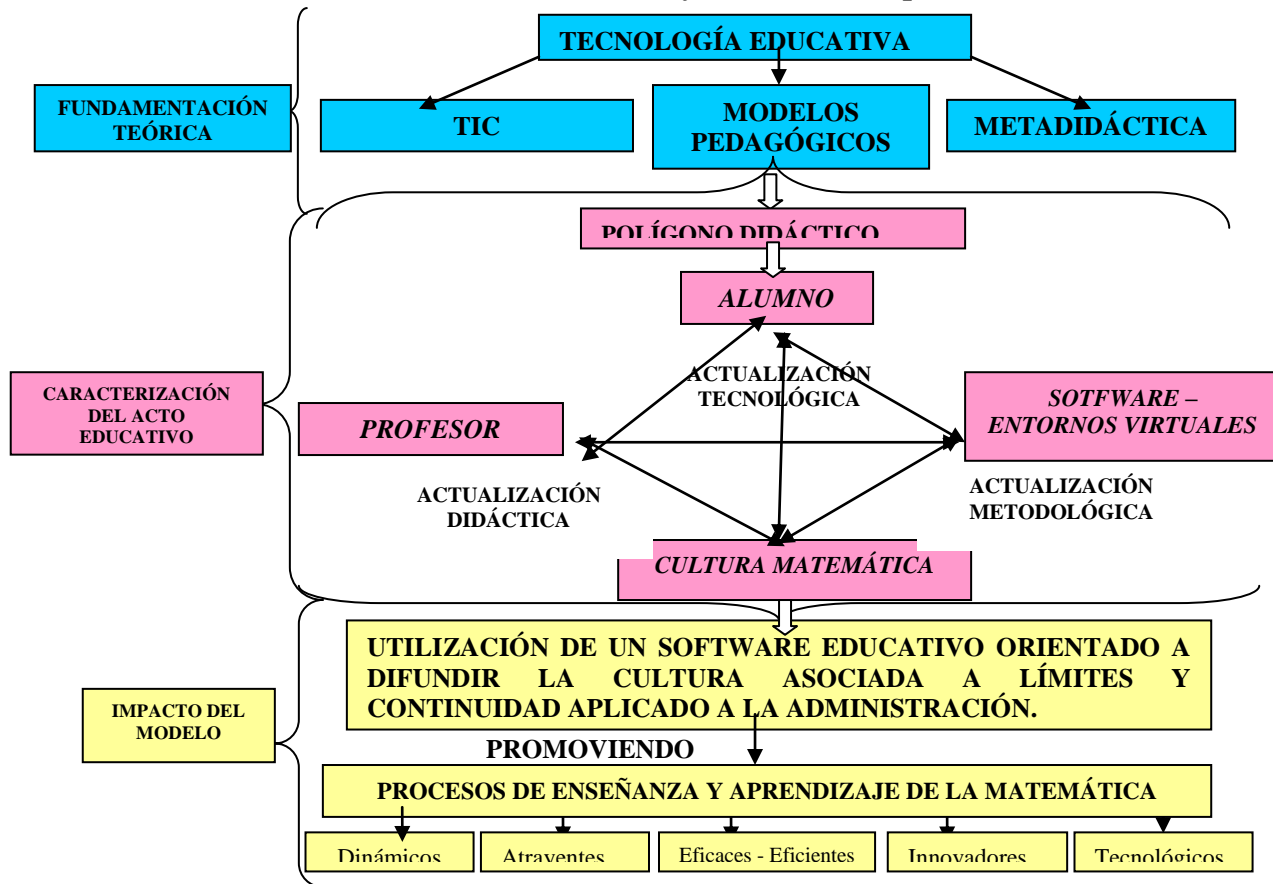 TECNOLOGÍA EDUCATIVA
FUNDAMENTACIÓN
TEÓRICA
TIC
MODELOS
PEDAGÓGICOS
METADIDÁCTICA
POLÍGONO DIDÁCTICO
ALUMNO
ACTUALIZACIÓN
TECNOLÓGICA
CARACTERIZACIÓN
DEL ACTO
EDUCATIVO
PROFESOR
SOTFWARE –
ENTORNOS VIRTUALES
ACTUALIZACIÓN
DIDÁCTICA
ACTUALIZACIÓN
METODOLÓGICA
CULTURA MATEMÁTICA
UTILIZACIÓN DE UN SOFTWARE EDUCATIVO ORIENTADO A
DIFUNDIR LA CULTURA ASOCIADA A LÍMITES Y
CONTINUIDAD APLICADO A LA ADMINISTRACIÓN.
IMPACTO DEL
MODELO
PROMOVIENDO
PROCESOS DE ENSEÑANZA Y APRENDIZAJE DE LA MATEMÁTICA
Dinámicos
Atrayentes
Eficaces - Eficientes
Innovadores
Tecnológicos